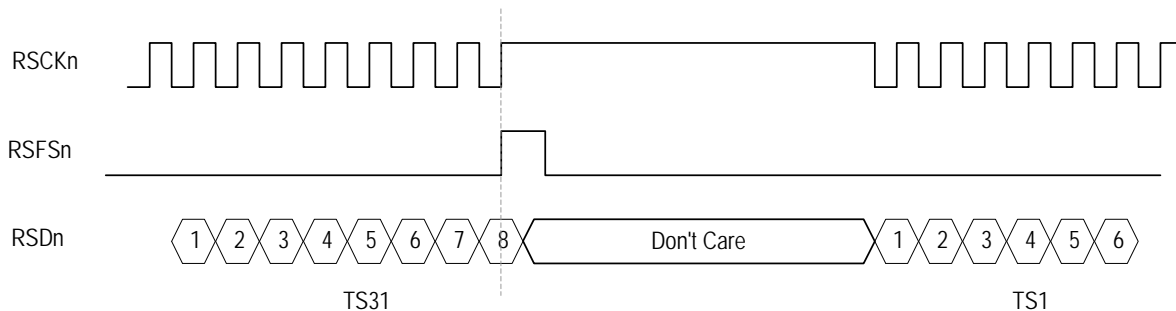 RSCKn
RSFSn
RSDn 1 2 3 4 5 6 7 8 Don't Care 1 2 3 4 5 6
TS31 TS1